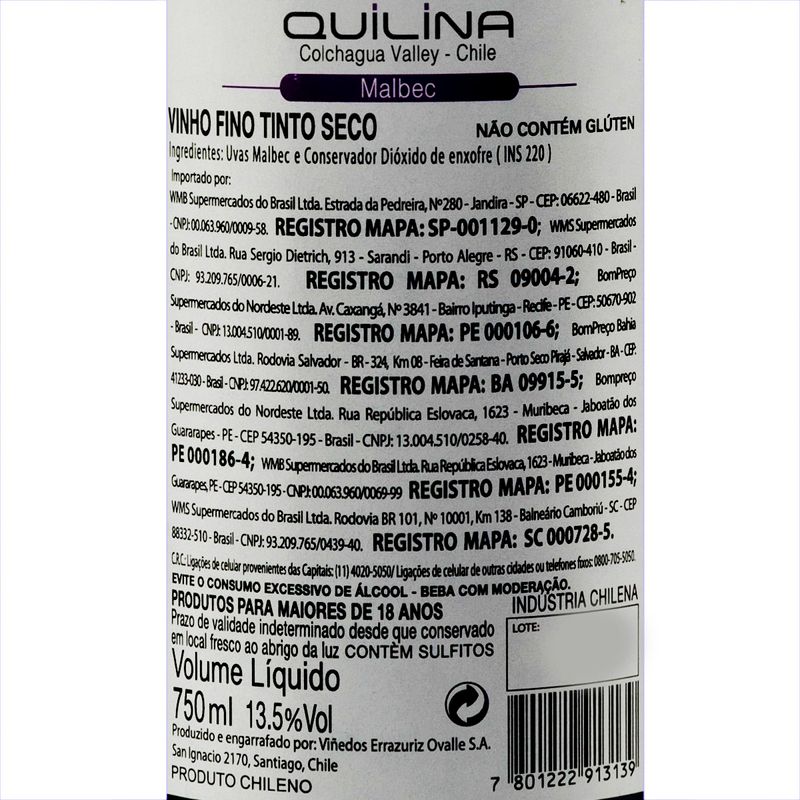 QUILINA
Colchagua Valley - Chile
Malbec
VINHO FINO TINTO SECO NÃO CONTÉM GLÚTEN
Ingredientes: Uvas Malbec e Conservador Dióxido de enxofre ( INS 220 )
Importado por:
WMB Supermercados do Brasil Ltda. Estrada da Pedreira, Nº280 - Jandira - SP - CEP: 06622-480 - Brasil
- CNPJ: 00.063.960/0009-58. REGISTRO MAPA: SP-001129-0; WMS Supermercados
do Brasil Ltda. Rua Sergio Dietrich, 913 - Sarandi - Porto Alegre - RS - CEP: 91060-410 - Brasil -
CNPJ: 93.209.765/0006-21. REGISTRO MAPA: RS 09004-2; BomPreço
Supermercados do Nordeste Ltda. Av. Caxangá, Nº 3841 - Bairro Iputinga - Recife - PE - CEP: 50670-902
- Brasil - CNPJ: 13.004.510/0001-89. REGISTRO MAPA: PE 000106-6; BomPreço Bahia
Supermercados Ltda. Rodovia Salvador - BR - 324, Km 08 - Feira de Santana - Porto Seco Pirajá - Salvador - BA - CEP:
41233-030 - Brasil - CNPJ: 97.422.620/0001-50. REGISTRO MAPA: BA 09915-5; Bompreço
Supermercados do Nordeste Ltda. Rua República Eslovaca, 1623 - Muribeca - Jaboatão dos
Guararapes - PE - CEP 54350-195 - Brasil - CNPJ: 13.004.510/0258-40. REGISTRO MAPA:
PE 000186-4; WMB Supermercados do Brasil Ltda. Rua República Eslovaca, 1623 - Muribeca - Jaboatão dos
Guararapes, PE - CEP 54350-195 - CNPJ: 00.063.960/0069-99 REGISTRO MAPA: PE 000155-4;
WMS Supermercados do Brasil Ltda. Rodovia BR 101, Nº 10001, Km 138 - Balneário Camboriú - SC - CEP
88332-510 - Brasil - CNPJ: 93.209.765/0439-40. REGISTRO MAPA: SC 000728-5.
C.R.C.: Ligações de celular provenientes das Capitais: (11) 4020-5050/ Ligações de celular de outras cidades ou telefones fixos: 0800-705-5050.
EVITE O CONSUMO EXCESSIVO DE ÁLCOOL - BEBA COM MODERAÇÃO.
PRODUTOS PARA MAIORES DE 18 ANOS
INDÚSTRIA CHILENA
Prazo de validade indeterminado desde que conservado
em local fresco ao abrigo da luz CONTÈM SULFITOS
LOTE:
Volume Líquido
750 ml 13.5%Vol
Produzido e engarrafado por: Viñedos Errazuriz Ovalle S.A.
San Ignacio 2170, Santiago, Chile
PRODUTO CHILENO
7 801222 913139